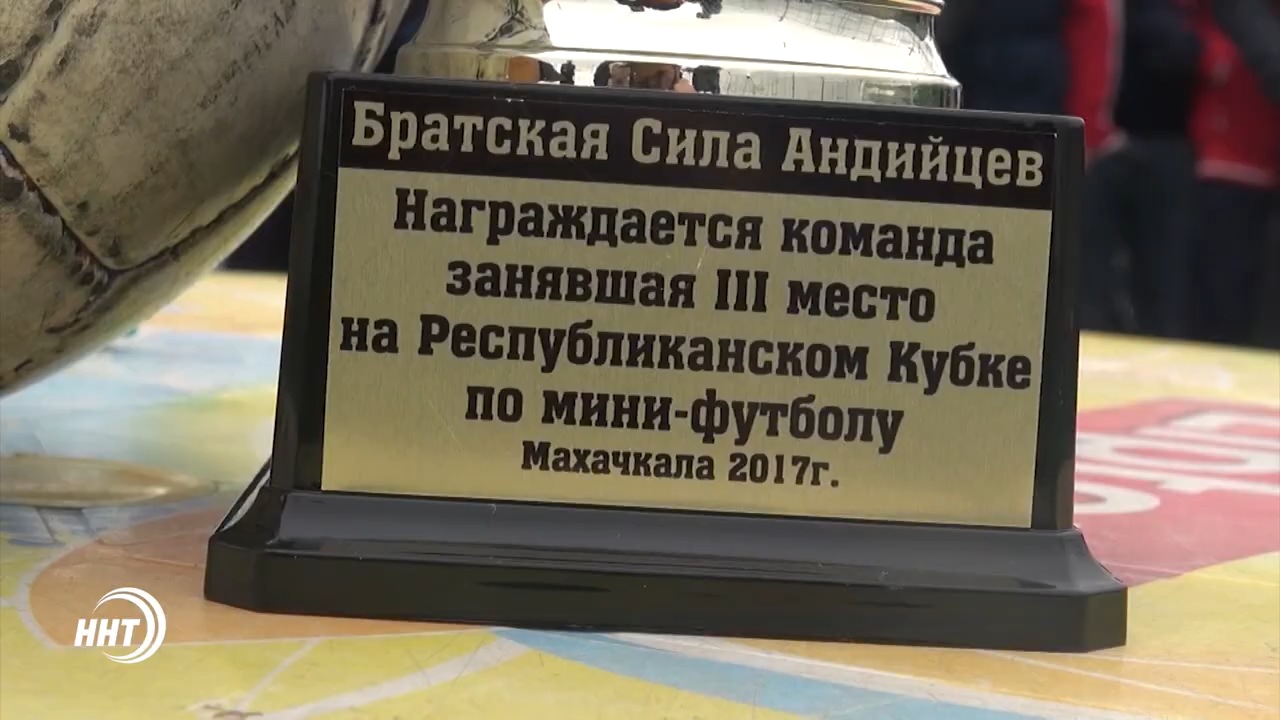 Братская Сила Андийцев
Награждается команда
занявшая III место
на Республиканском Кубке
по мини-футболу
Махачкала 2017г.
ННТ